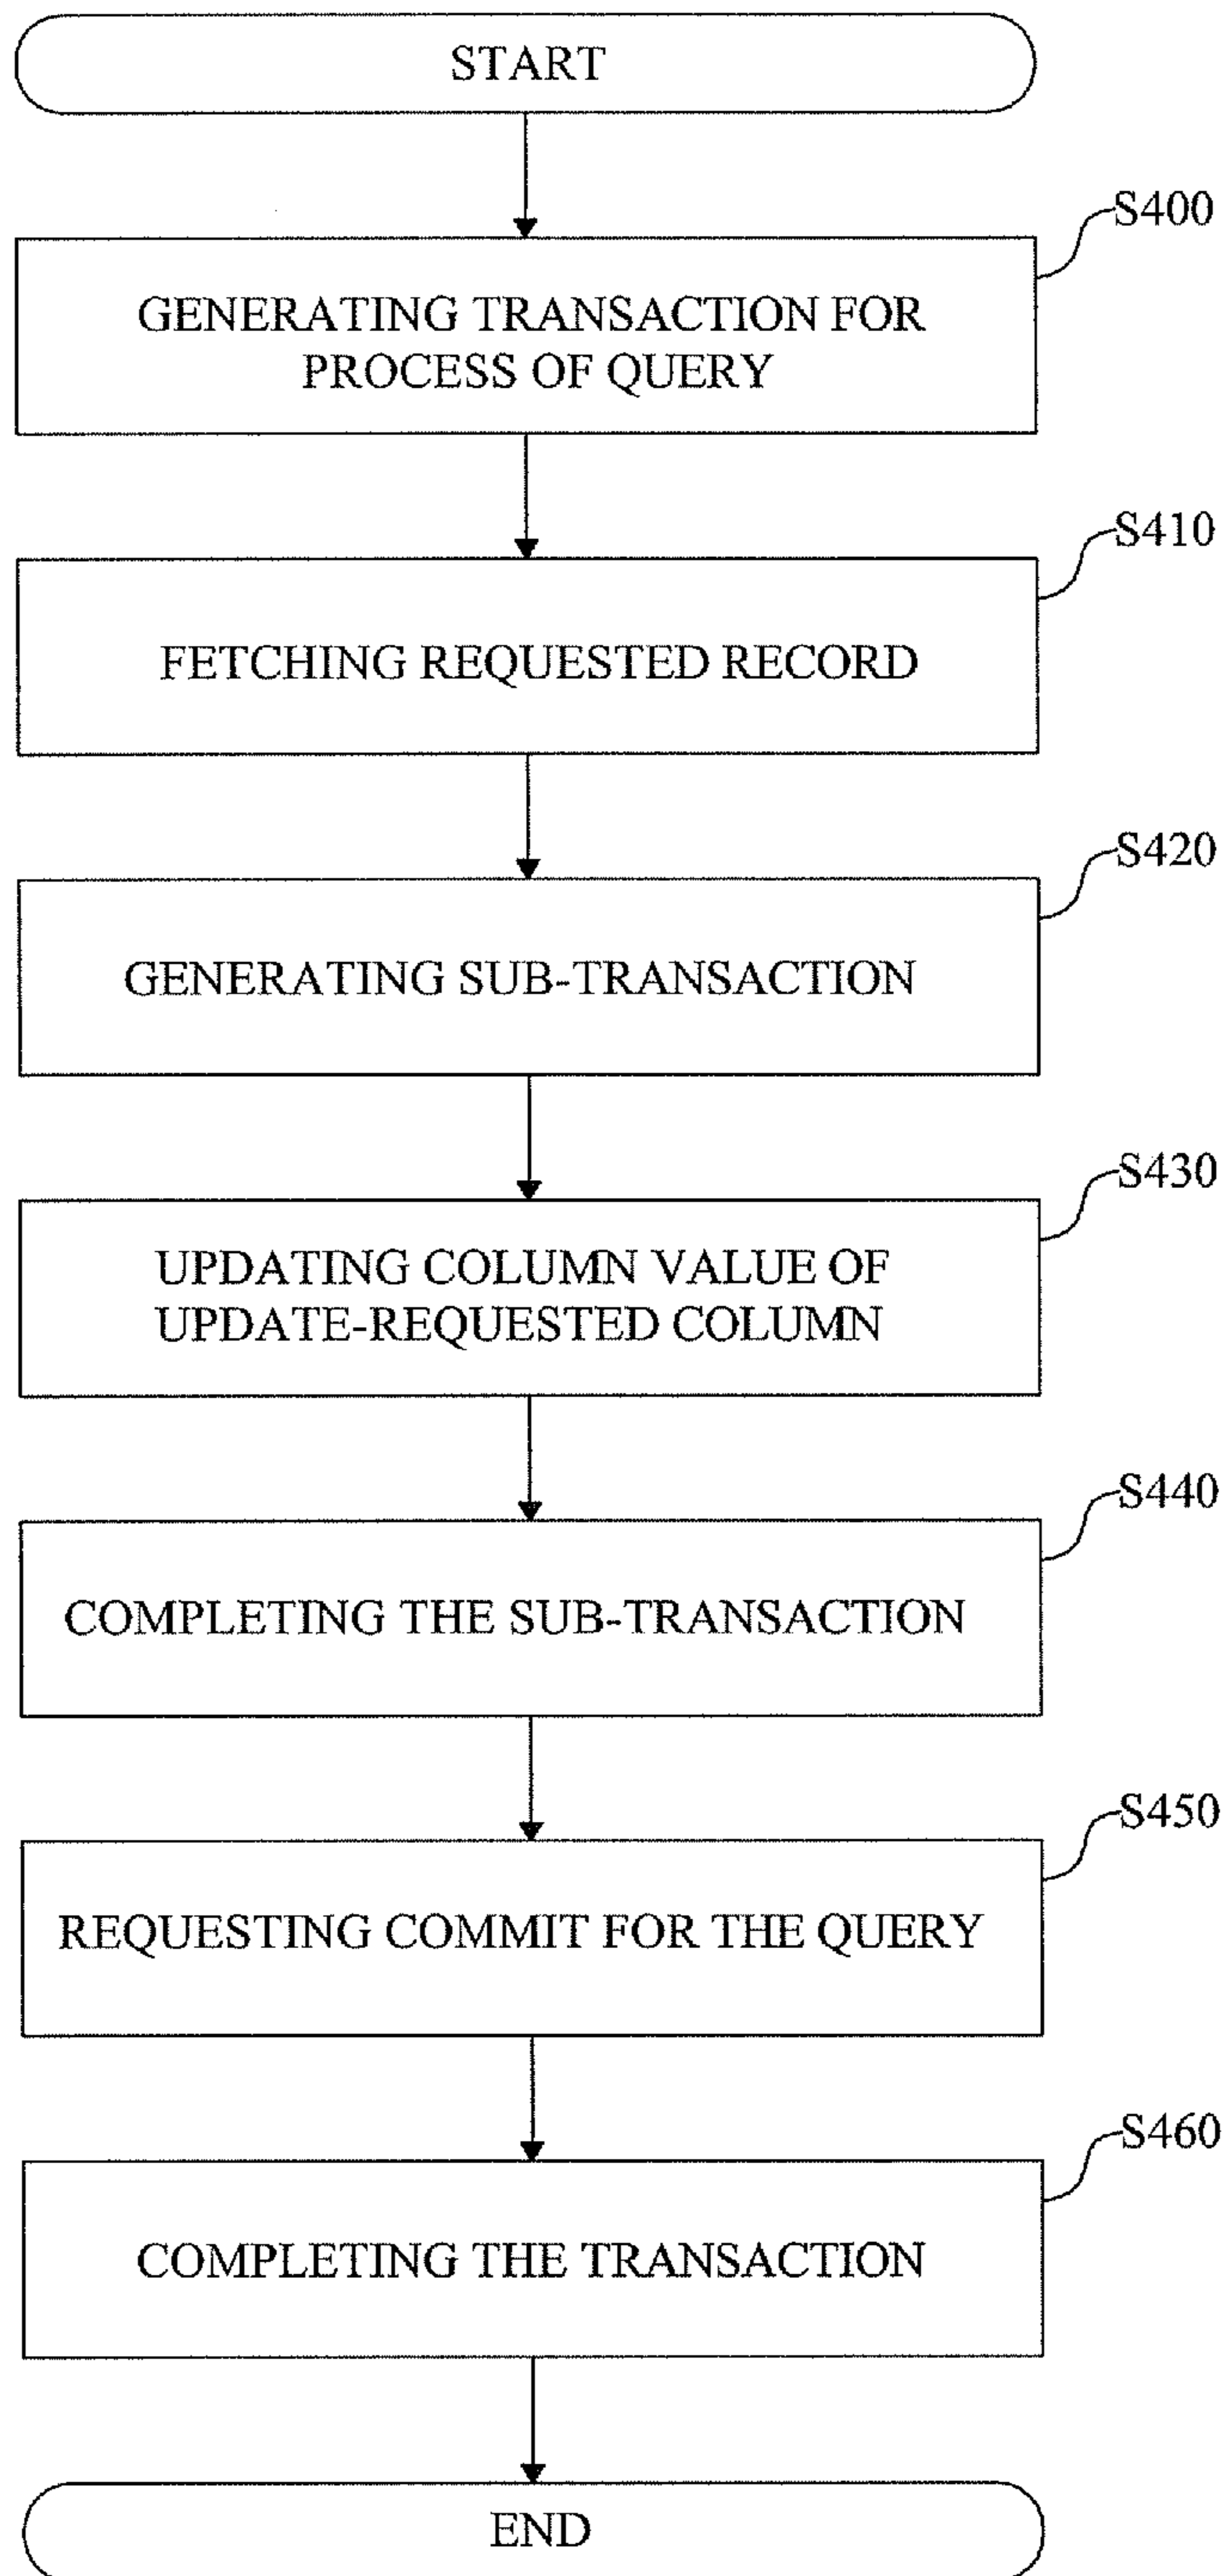 START
S400
GENERATING TRANSACTION FOR
PROCESS OF QUERY
S410
FETCHING REQUESTED RECORD
S420
GENERATING SUB-TRANSACTION
S430
UPDATING COLUMN VALUE OF
UPDATE-REQUESTED COLUMN
S440
COMPLETING THE SUB-TRANSACTION
S450
REQUESTING COMMIT FOR THE QUERY
S460
COMPLETING THE TRANSACTION
END